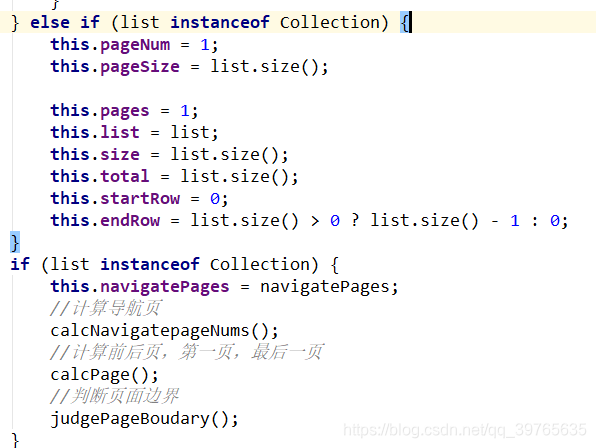 }
} else if (list instanceof Collection) {
this.pageNum = 1;
this.pageSize = list.size();
this.pages = 1;
this.list = list;
this.size = list.size();
this.total = list.size();
this.startRow = 0;
this.endRow = list.size() > 0 ? list.size() - 1 : 0;
}
if (list instanceof Collection) {
this.navigatePages = navigatePages;
//计算导航页
calcNavigatepageNums();
//计算前后页，第一页，最后一页
calcPage();
//判断页面边界
judgePageBoudary();
}
https://blog.csdn.net/qq_39765635